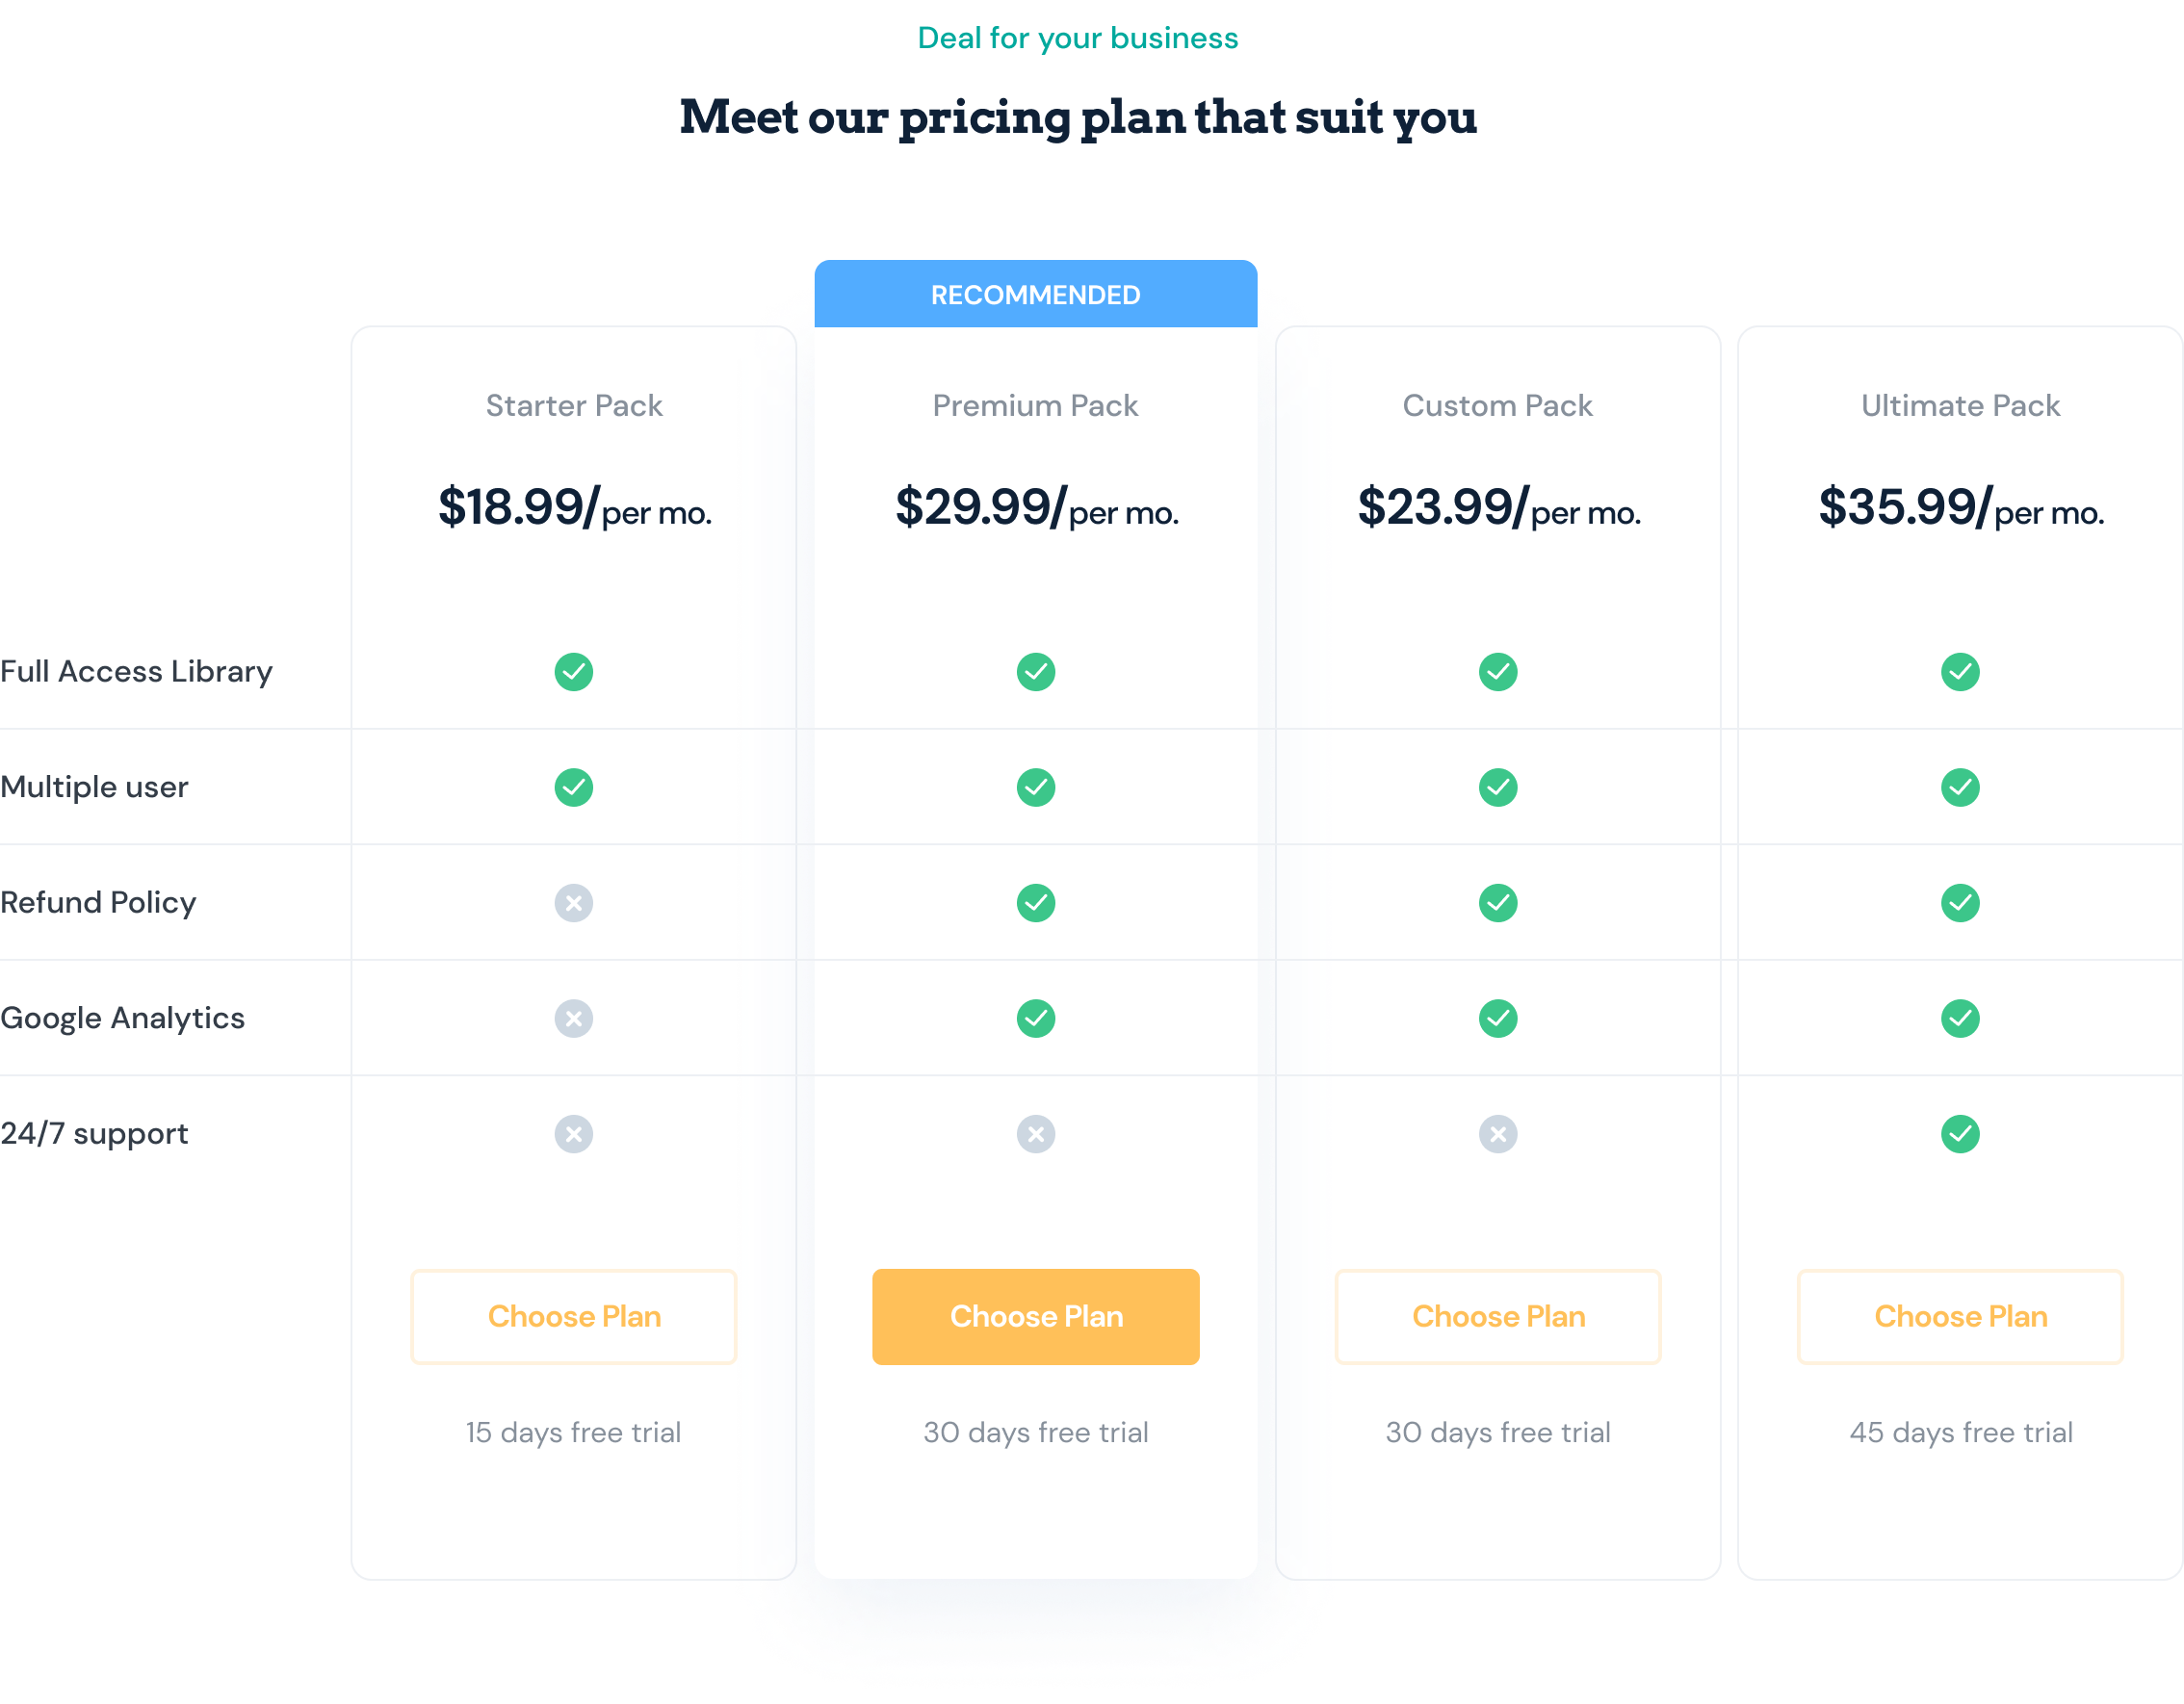 Deal for your business
Meet our pricing plan that suit you
RECOMMENDED
Starter Pack
Premium Pack
Custom Pack
Ultimate Pack
$18.99/per mo.
$29.99/per mo.
$23.99/per mo.
$35.99/per mo.
Full Access Library
Multiple user
Refund Policy
Google Analytics
24/7 support
Choose Plan
Choose Plan
Choose Plan
Choose Plan
15 days free trial
30 days free trial
30 days free trial
45 days free trial